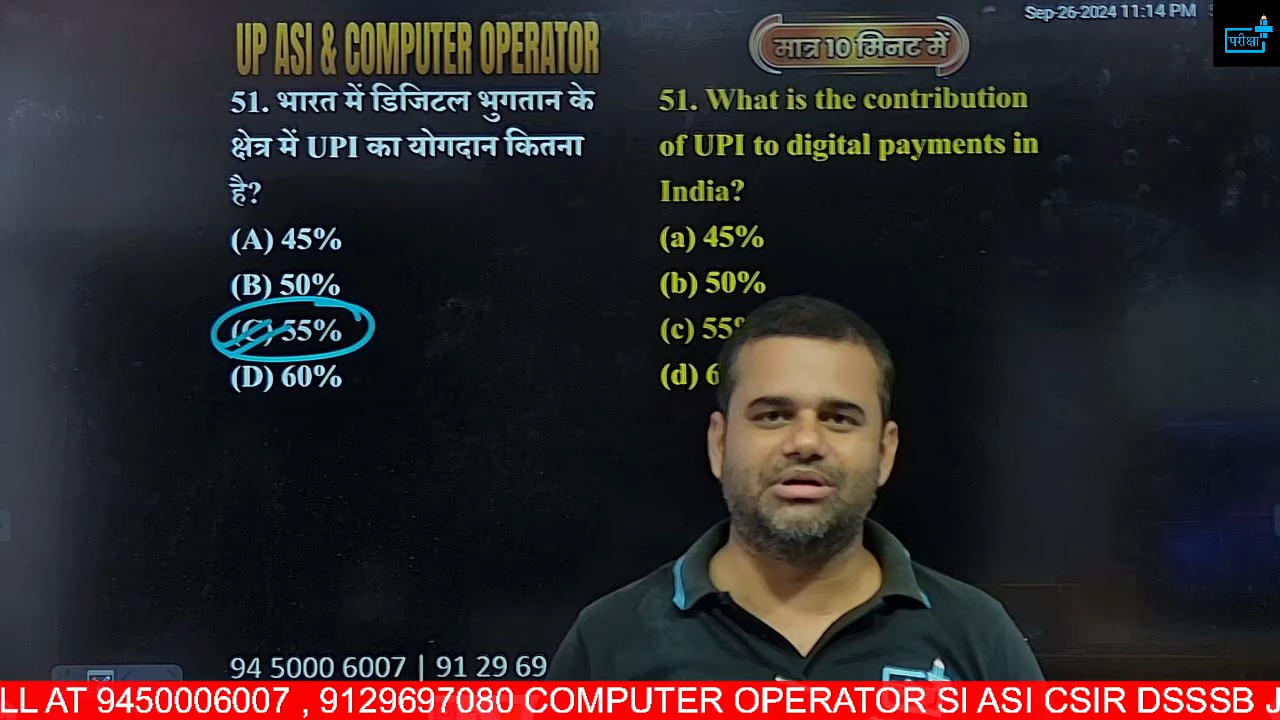 Sep-26-2024 11:14 PM
परीक्षा
UP ASI & COMPUTER OPERATOR
मात्र 10 मिनट में
51. भारत में डिजिटल भुगतान के
क्षेत्र में UPI का योगदान कितना
है?
(A) 45%
(B) 50%
(C) 55%
(D) 60%
51. What is the contribution
of UPI to digital payments in
India?
(a) 45%
(b) 50%
(c) 55
(d) 6
94 5000 6007 | 91 29 69
LL AT 9450006007 , 9129697080 COMPUTER OPERATOR SI ASI CSIR DSSSB J